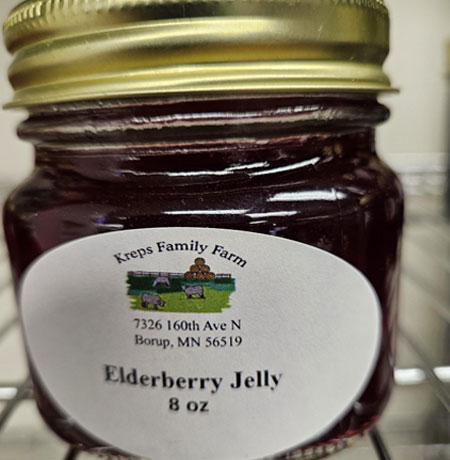 Kreps Family Farm
7326 160th Ave N
Borup, MN 56519
Elderberry Jelly
8 oz